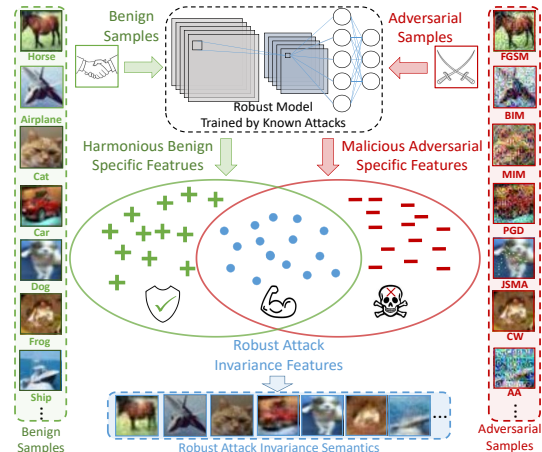 Benign
Samples
Adversarial
Samples
Horse
Airplane
Cat
Car
Dog
Frog
Ship
Benign
Samples
Robust Model
Trained by Known Attacks
Harmonious Benign
Specific Featrues
Malicious Adversarial
Specific Features
Robust Attack
Invariance Features
...
Robust Attack Invariance Semantics
FGSM
BIM
MIM
PGD
JSMA
CW
AA
Adversarial
Samples